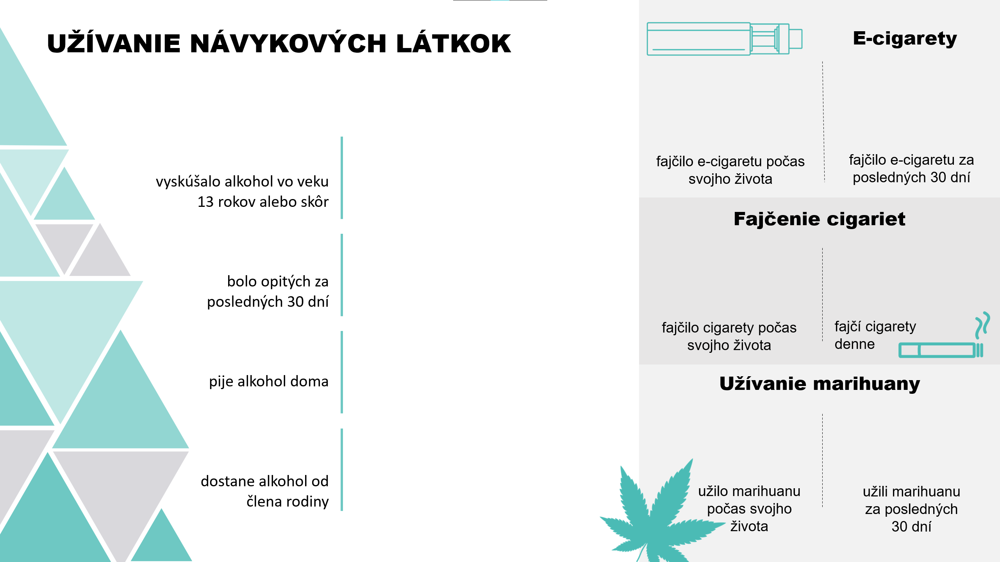 UŽÍVANIE NÁVYKOVÝCH LÁTKOK
vyskúšalo alkohol vo veku
13 rokov alebo skôr
bolo opitých za
posledných 30 dní
pije alkohol doma
dostane alkohol od
člena rodiny
E-cigarety
fajčilo e-cigaretu počas
svojho života
fajčilo e-cigaretu za
posledných 30 dní
Fajčenie cigariet
fajčilo cigarety počas
svojho života
fajčí cigarety
denne
Užívanie marihuany
užilo marihuanu
počas svojho
života
užili marihuanu
za posledných
30 dní